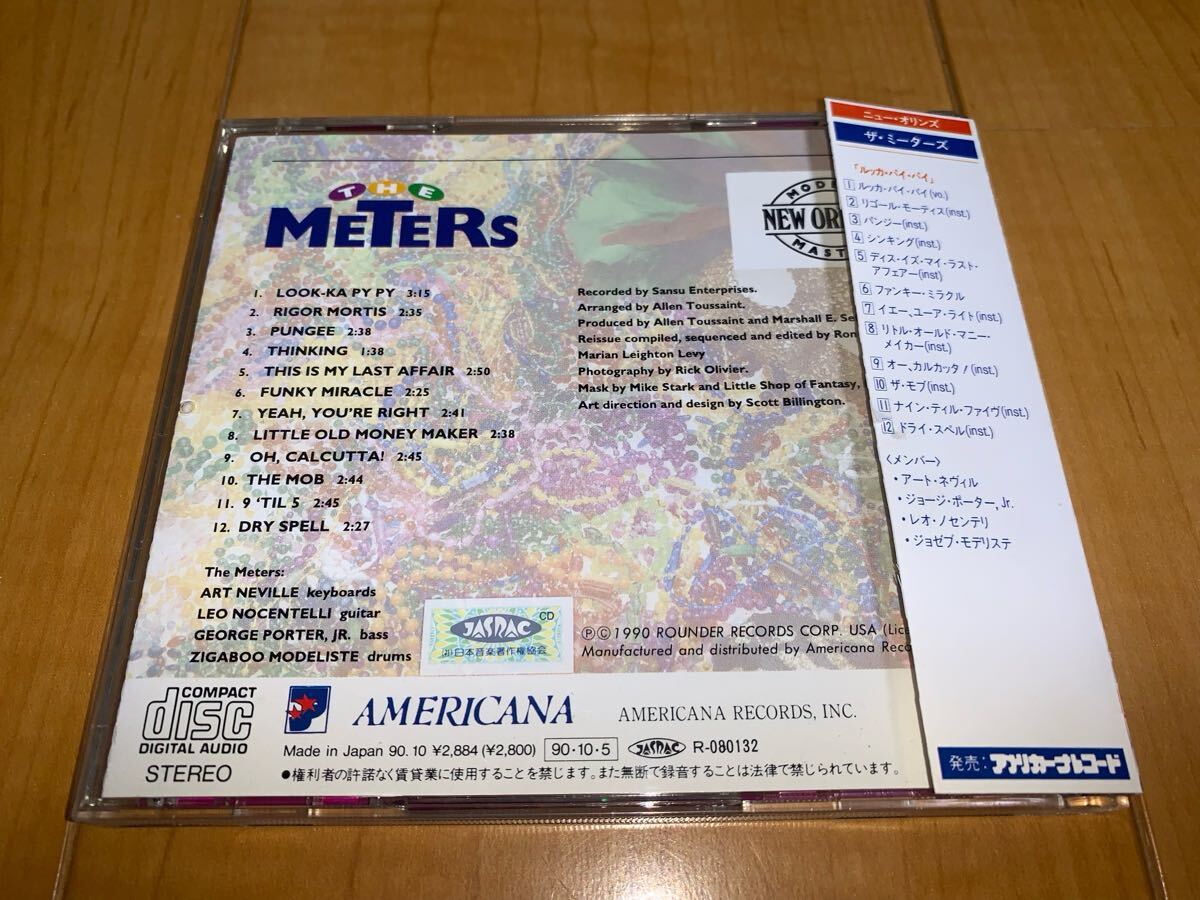 THE
METERS
1. LOOK-KA PY PY 3:15
2. RIGOR MORTIS 2:35
3. PUNGEE 2:38
4. THINKING 1:38
5. THIS IS MY LAST AFFAIR 2:50
6. FUNKY MIRACLE 2:25
7. YEAH, YOU'RE RIGHT 2:41
8. LITTLE OLD MONEY MAKER 2:38
9. OH, CALCUTTA! 2:45
10. THE MOB 2:44
11. 9 'TIL 5 2:45
12. DRY SPELL 2:27
The Meters:
ART NEVILLE keyboards
LEO NOCENTELLI guitar
GEORGE PORTER, JR. bass
ZIGABOO MODELISTE drums
MODE
NEW OR
MAST
Recorded by Sansu Enterprises.
Arranged by Allen Toussaint.
Produced by Allen Toussaint and Marshall E. Se
Reissue compiled, sequenced and edited by Ron
Marian Leighton Levy
Photography by Rick Olivier.
Mask by Mike Stark and Little Shop of Fantasy,
Art direction and design by Scott Billington.
JASRAC CD
日本音楽著作権協会
Ⓟ©1990 ROUNDER RECORDS CORP. USA (Lice
Manufactured and distributed by Americana Reco
COMPACT
disc
DIGITAL AUDIO
STEREO
AMERICANA AMERICANA RECORDS, INC.
Made in Japan 90.10 ¥2,884 (¥2,800) 90・10・5 JASRAC R-080132
●権利者の許諾なく賃貸業に使用することを禁じます。また無断で録音することは法律で禁じられています。
ニュー・オリンズ
ザ・ミーターズ
「ルッカ・パイ・パイ」
1 ルッカ・パイ・パイ(vo.)
2 リゴール・モーディス(inst.)
3 パンジー(inst.)
4 シンキング(inst.)
5 ディス・イズ・マイ・ラスト・
アフェアー(inst)
6 ファンキー・ミラクル
7 イエー、ユーア・ライト(inst.)
8 リトル・オールド・マニー・
メイカー(inst.)
9 オー、カルカッタ!(inst.)
10 ザ・モブ(inst.)
11 ナイン・ティル・ファイヴ(inst.)
12 ドライ・スペル(inst.)
〈メンバー〉
・アート・ネヴィル
・ジョージ・ポーター,Jr.
・レオ・ノセンテリ
・ジョゼブ・モデリステ
発売:アメリカーナレコード